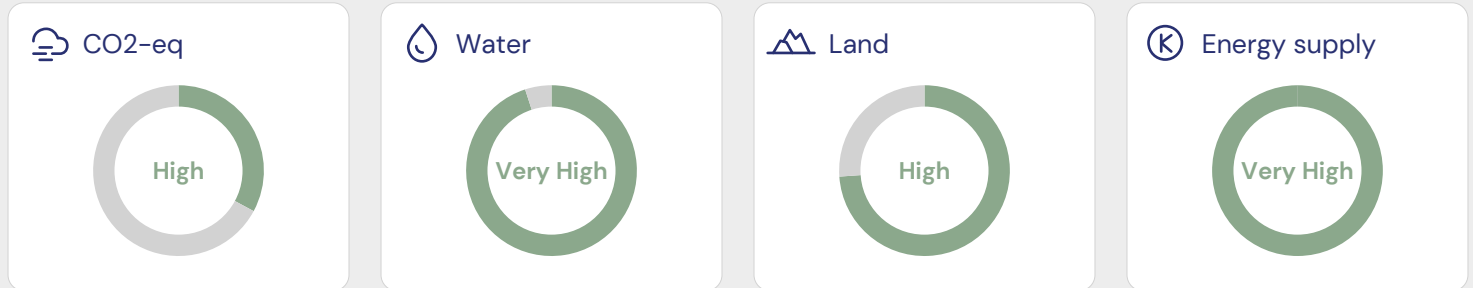 CO2-eq
High
Water
Very High
Land
High
Energy supply
Very High